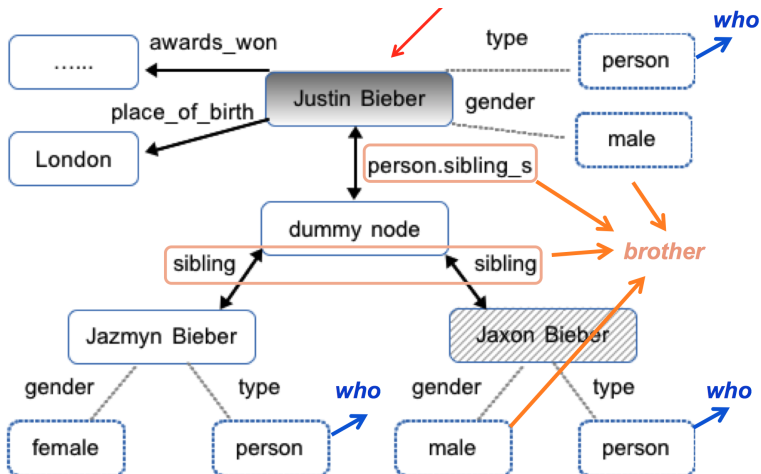 who
awards_won
type
......
person
Justin Bieber
gender
place_of_birth
male
London
person.sibling_s
dummy node
brother
sibling
sibling
Jazmyn Bieber
Jaxon Bieber
gender
type
who
gender
type
who
female
person
male
person